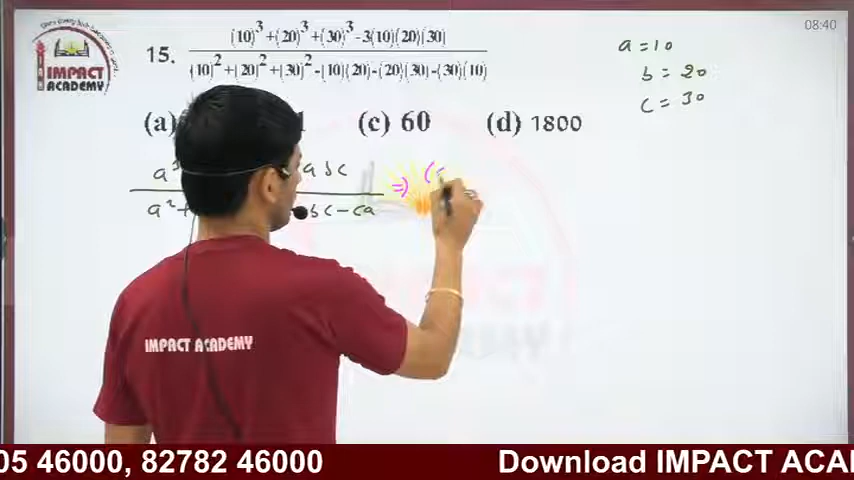 08:40
15. (10)³+(20)³+(30)³-3(10)(20)(30)
(10)²+(20)²+(30)²-(10)(20)-(20)(30)-(30)(10)
a=10
b = 20
c = 30
IMPACT
ACADEMY
(a) (c) 60 (d) 1800
a³ abc ⇒ (
a²+ bc-ca
IMPACT ACADEMY
05 46000, 82782 46000 Download IMPACT ACA